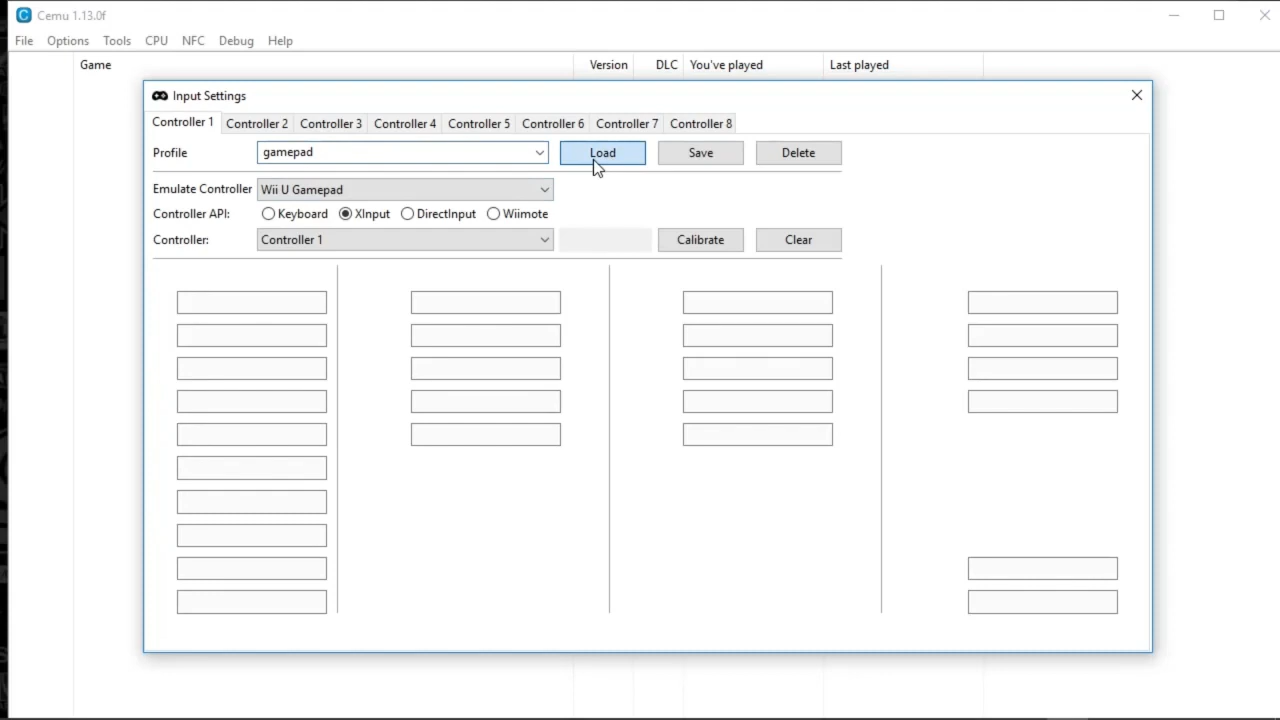 Cemu 1.13.0f
File Options Tools CPU NFC Debug Help
Game Version DLC You've played Last played
Input Settings
Controller 1 Controller 2 Controller 3 Controller 4 Controller 5 Controller 6 Controller 7 Controller 8
Profile gamepad Load Save Delete
Emulate Controller Wii U Gamepad
Controller API: Keyboard XInput DirectInput Wiimote
Controller: Controller 1 Calibrate Clear